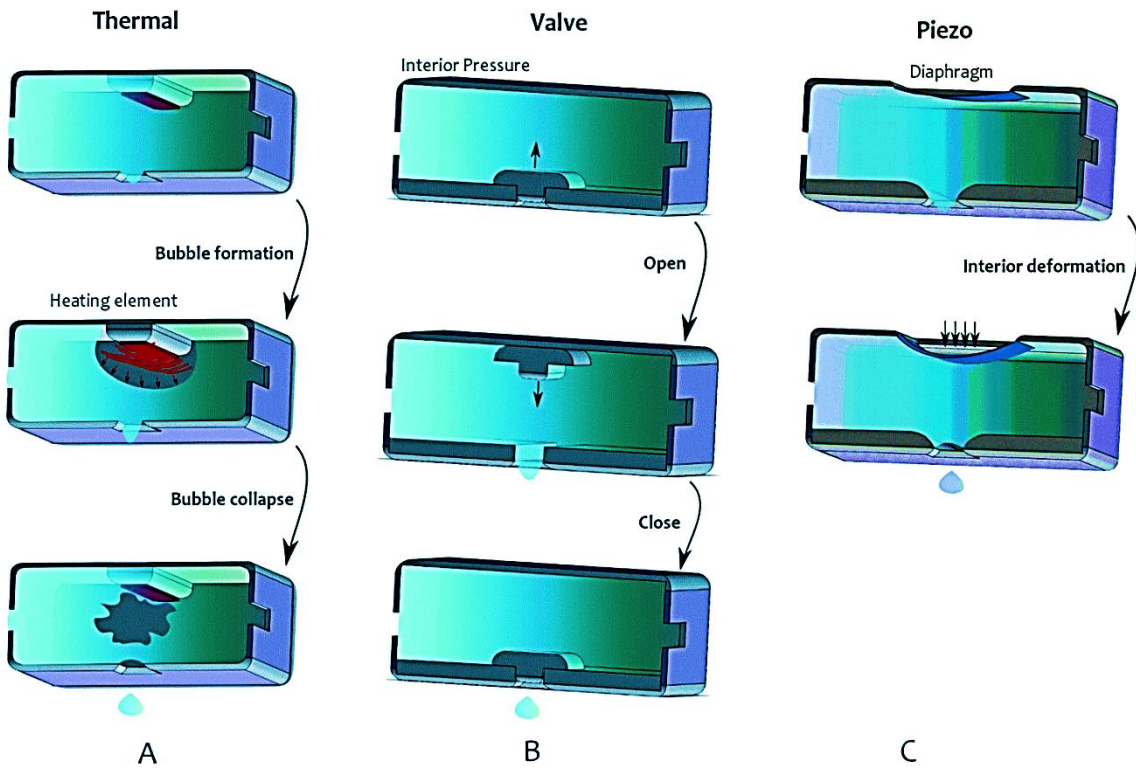 Thermal
Valve
Piezo
Interior Pressure
Diaphragm
Bubble formation
Open
Interior deformation
Heating element
Bubble collapse
Close
A
B
C